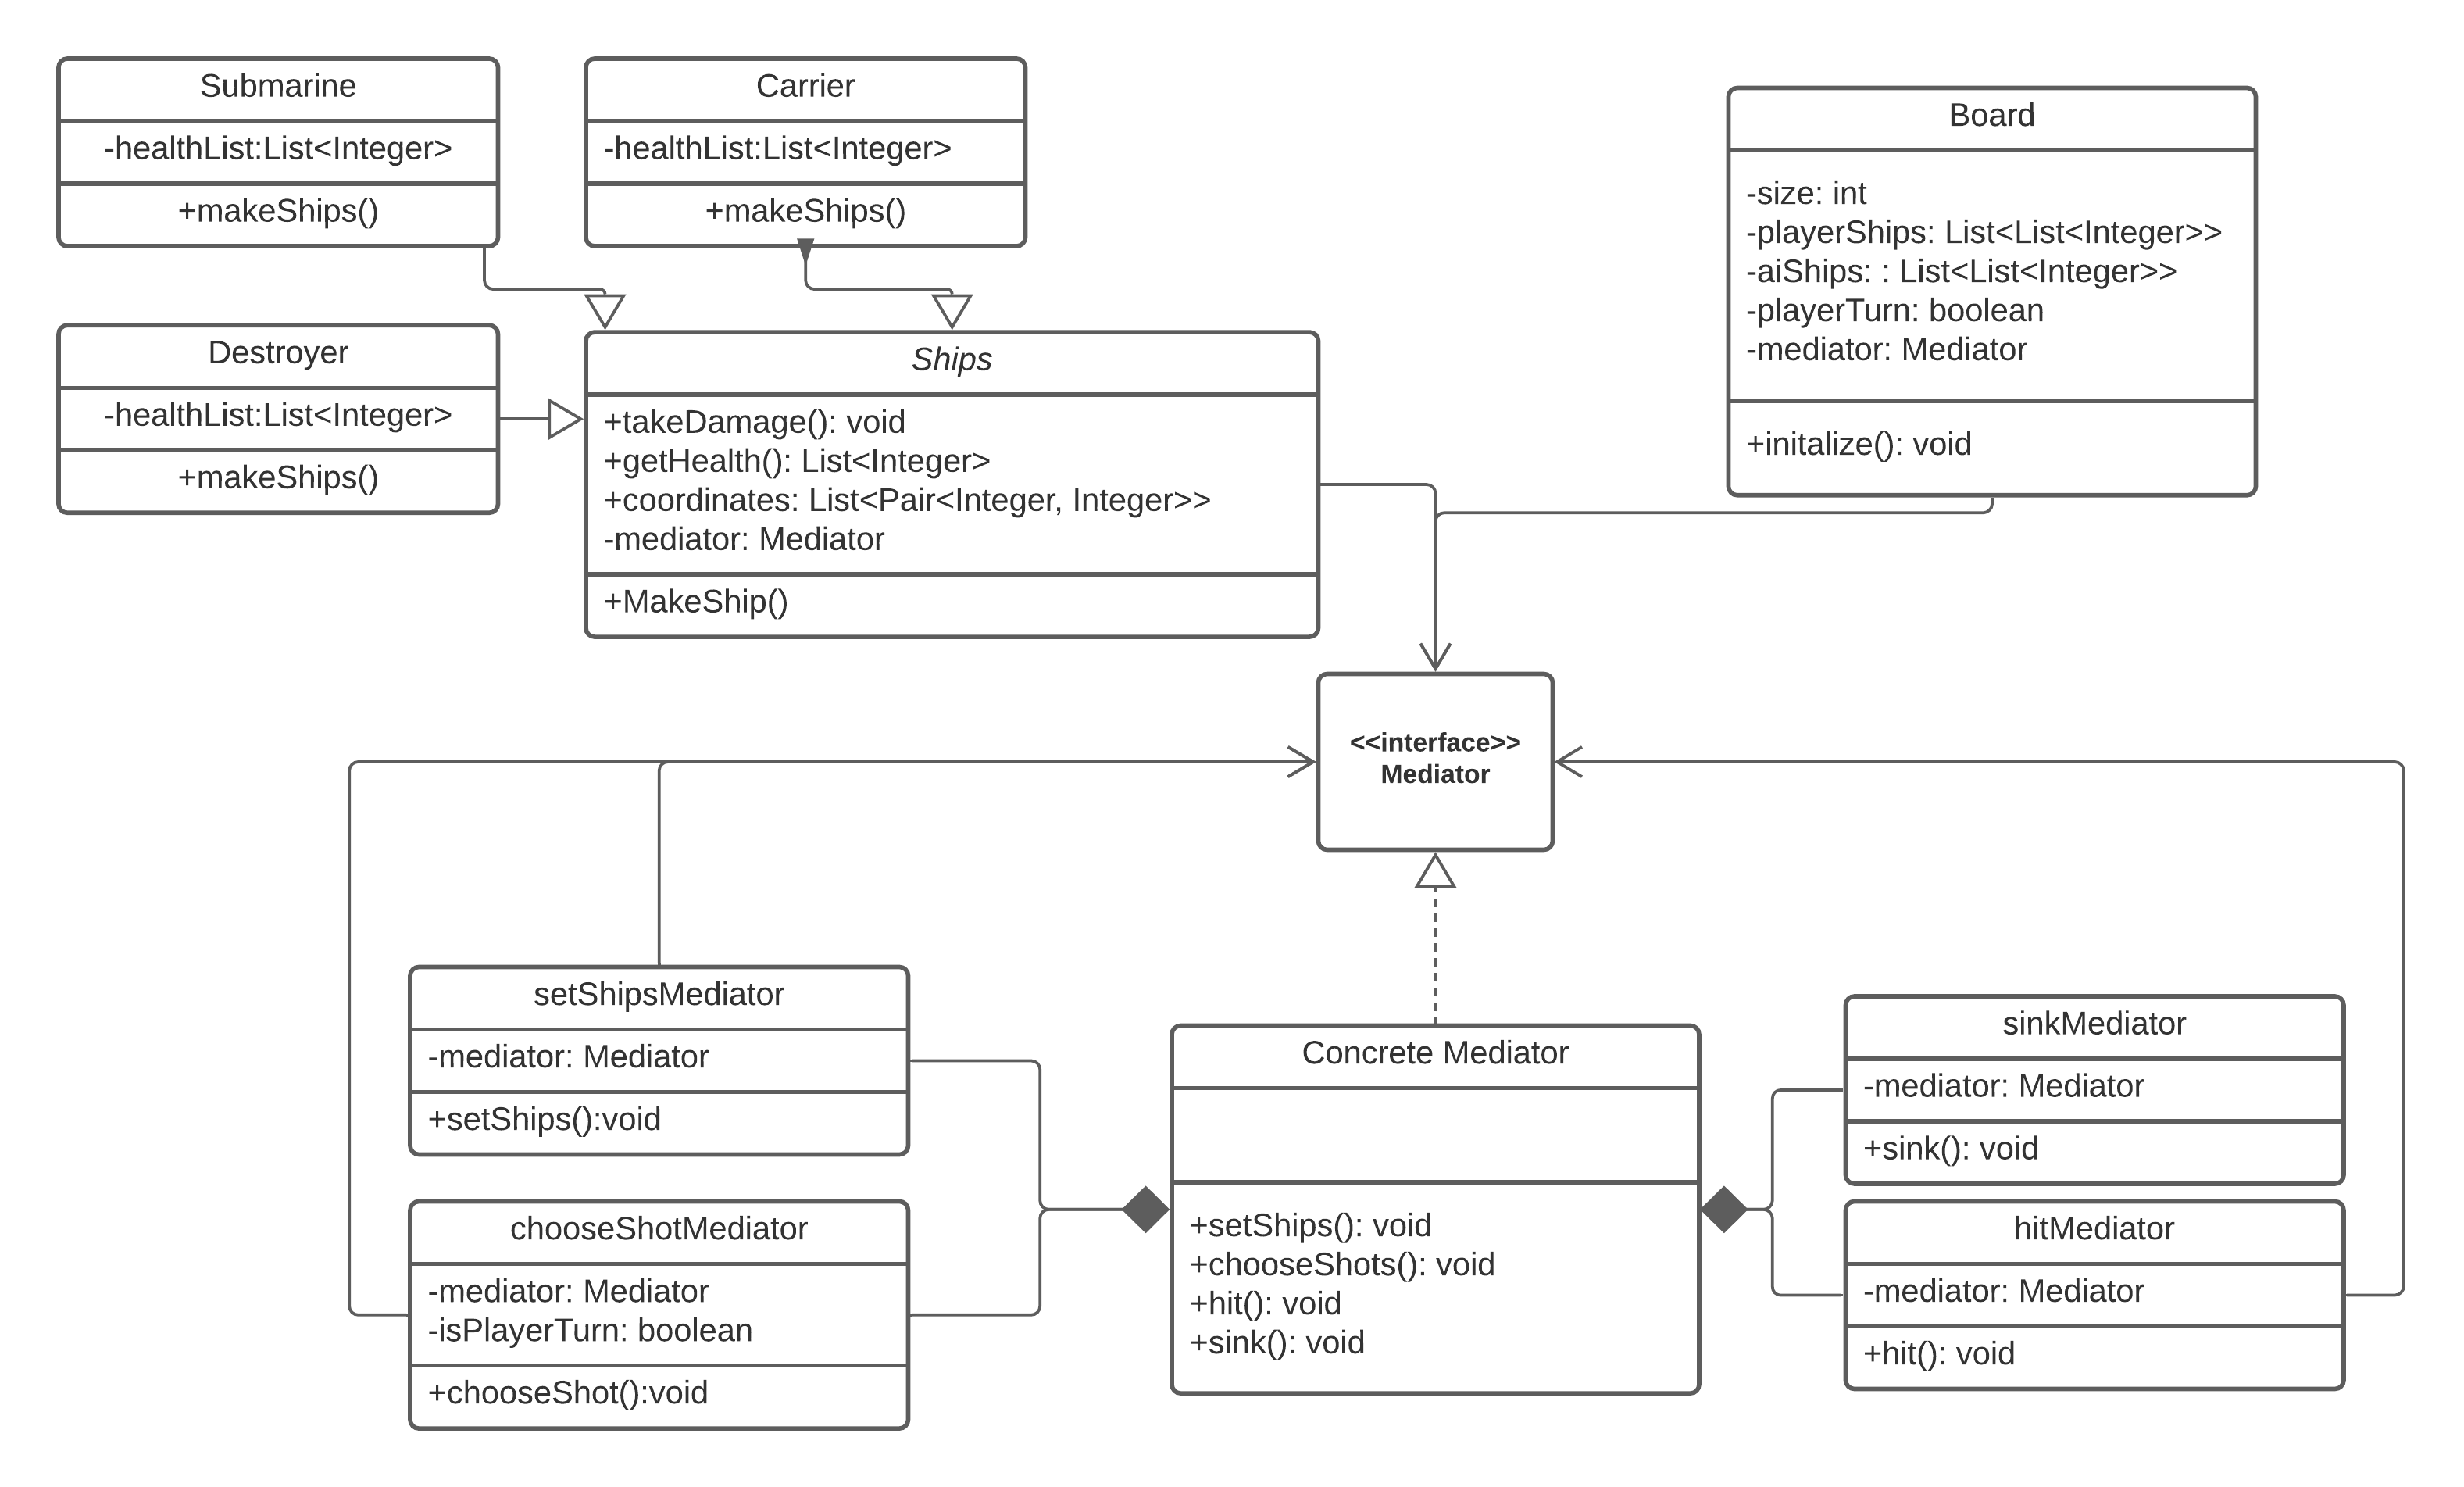 Submarine
-healthList:List<Integer>
+makeShips()
Carrier
-healthList:List<Integer>
+makeShips()
Board
-size: int
-playerShips: List<List<Integer>>
-aiShips: : List<List<Integer>>
-playerTurn: boolean
-mediator: Mediator
+initalize(): void
Destroyer
-healthList:List<Integer>
+makeShips()
Ships
+takeDamage(): void
+getHealth(): List<Integer>
+coordinates: List<Pair<Integer, Integer>>
-mediator: Mediator
+MakeShip()
<<interface>>
Mediator
setShipsMediator
-mediator: Mediator
+setShips():void
chooseShotMediator
-mediator: Mediator
-isPlayerTurn: boolean
+chooseShot():void
Concrete Mediator
+setShips(): void
+chooseShots(): void
+hit(): void
+sink(): void
sinkMediator
-mediator: Mediator
+sink(): void
hitMediator
-mediator: Mediator
+hit(): void